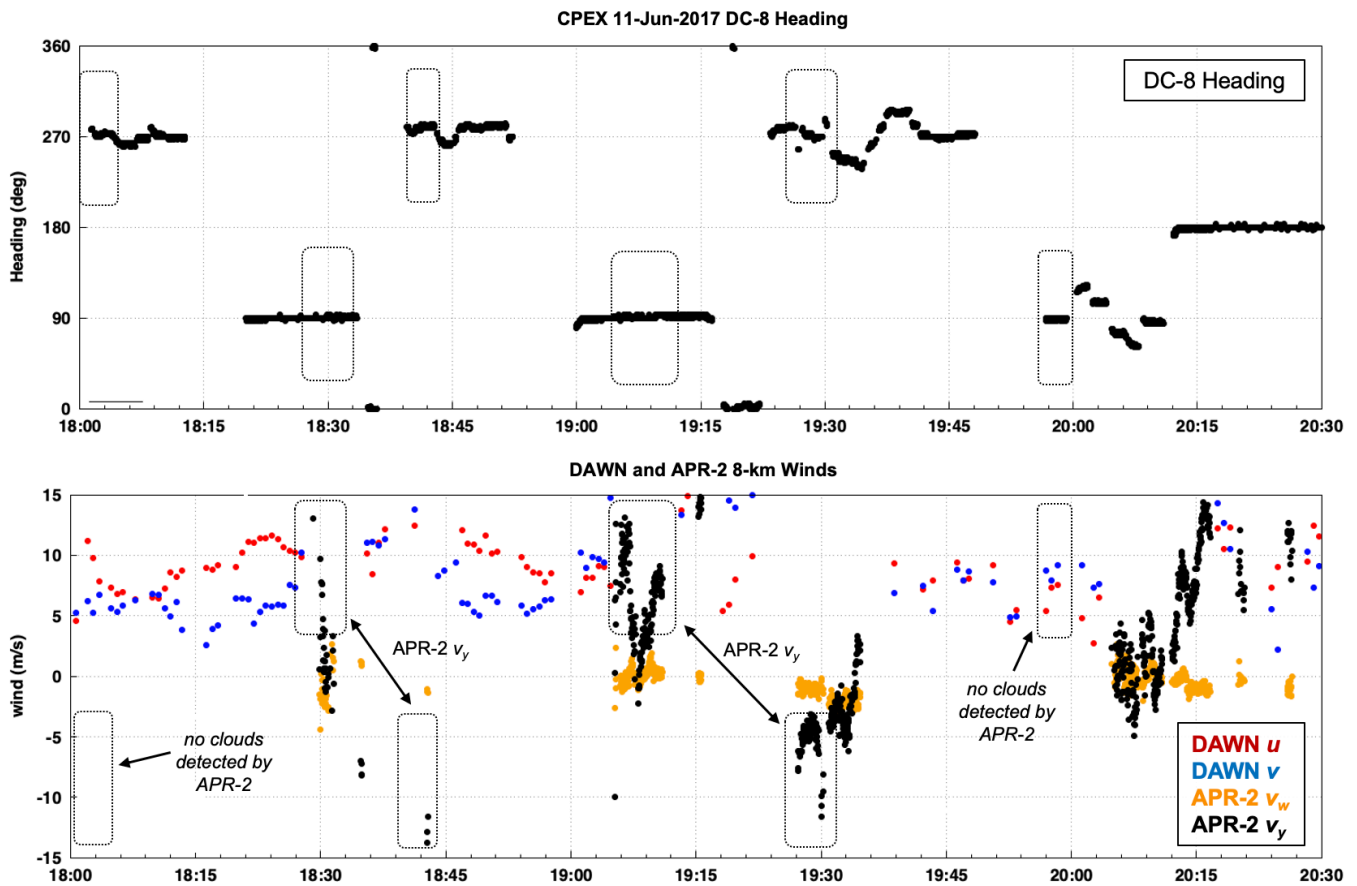 CPEX 11-Jun-2017 DC-8 Heading
360
270
180
90
0
Heading (deg)
DC-8 Heading
18:00 18:15 18:30 18:45 19:00 19:15 19:30 19:45 20:00 20:15 20:30
DAWN and APR-2 8-km Winds
15
10
5
0
-5
-10
-15
wind (m/s)
APR-2 vy
APR-2 vy
no clouds
detected by
APR-2
no clouds
detected by
APR-2
DAWN u
DAWN v
APR-2 vw
APR-2 vy
18:00 18:15 18:30 18:45 19:00 19:15 19:30 19:45 20:00 20:15 20:30